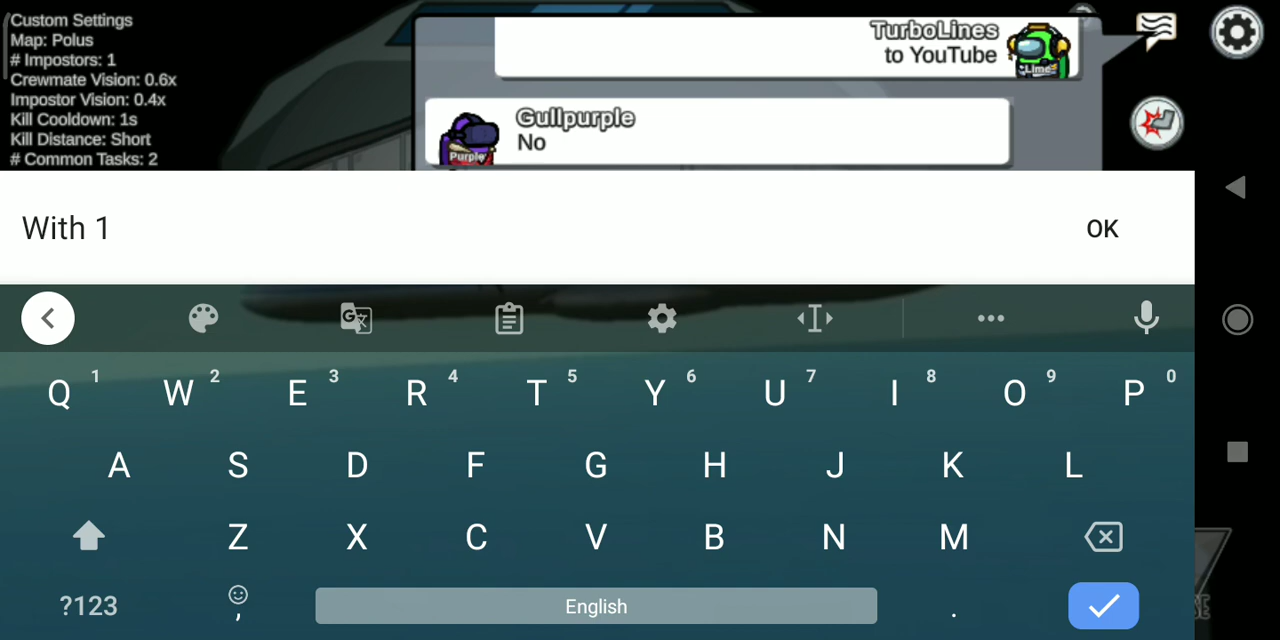 Custom Settings
Map: Polus
# Impostors: 1
Crewmate Vision: 0.6x
Impostor Vision: 0.4x
Kill Cooldown: 1s
Kill Distance: Short
# Common Tasks: 2
TurboLines
to YouTube
Lime
Gullpurple
No
Purple
With 1
OK
Q 1 W 2 E 3 R 4 T 5 Y 6 U 7 I 8 O 9 P 0
A S D F G H J K L
Z X C V B N M
?123 , English .